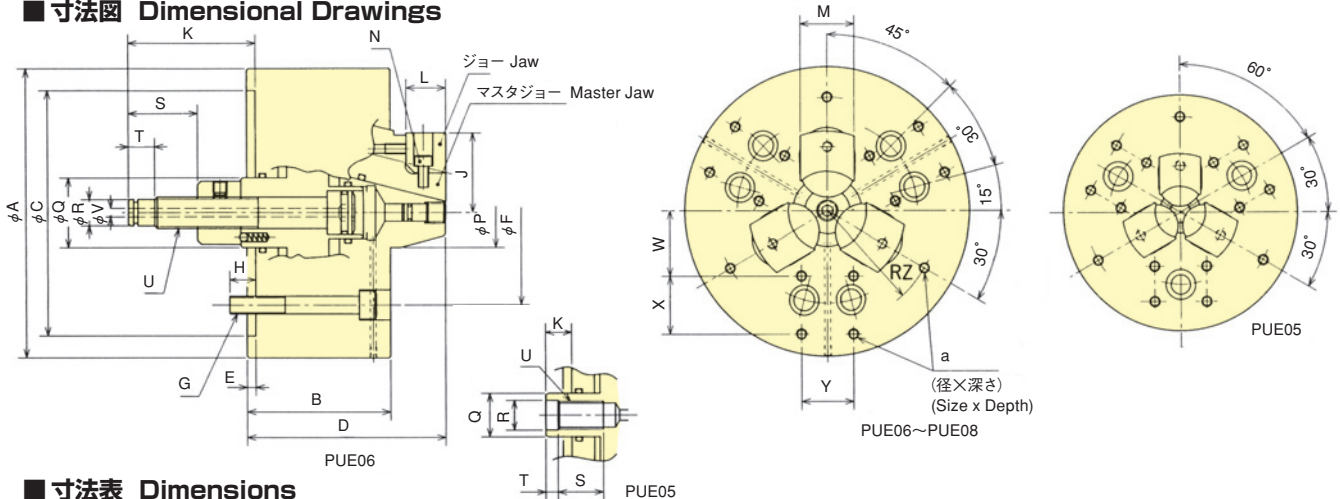 ■寸法図 Dimensional Drawings
K
N
L
ジョー Jaw
マスタジョー Master Jaw
S
T
J
φA
φC
φQ
φR
φV
φP
φF
U
H
G
E
B
D
PUE06
K
U
Q
R
T
S
PUE05
M
45°
30°
15°
30°
W
X
RZ
Y
a
(径×深さ)
(Size x Depth)
PUE06～PUE08
60°
30°
30°
PUE05
■寸法表 Dimensions